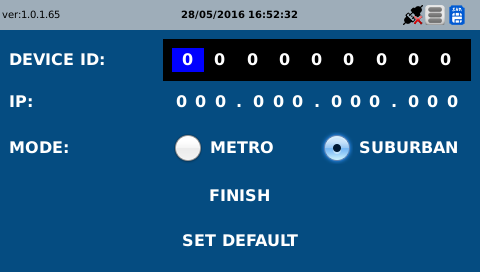 ver:1.0.1.65 28/05/2016 16:52:32
DEVICE ID: 0 0 0 0 0 0 0 0 0
IP: 000.000.000.000
MODE: METRO SUBURBAN
FINISH
SET DEFAULT